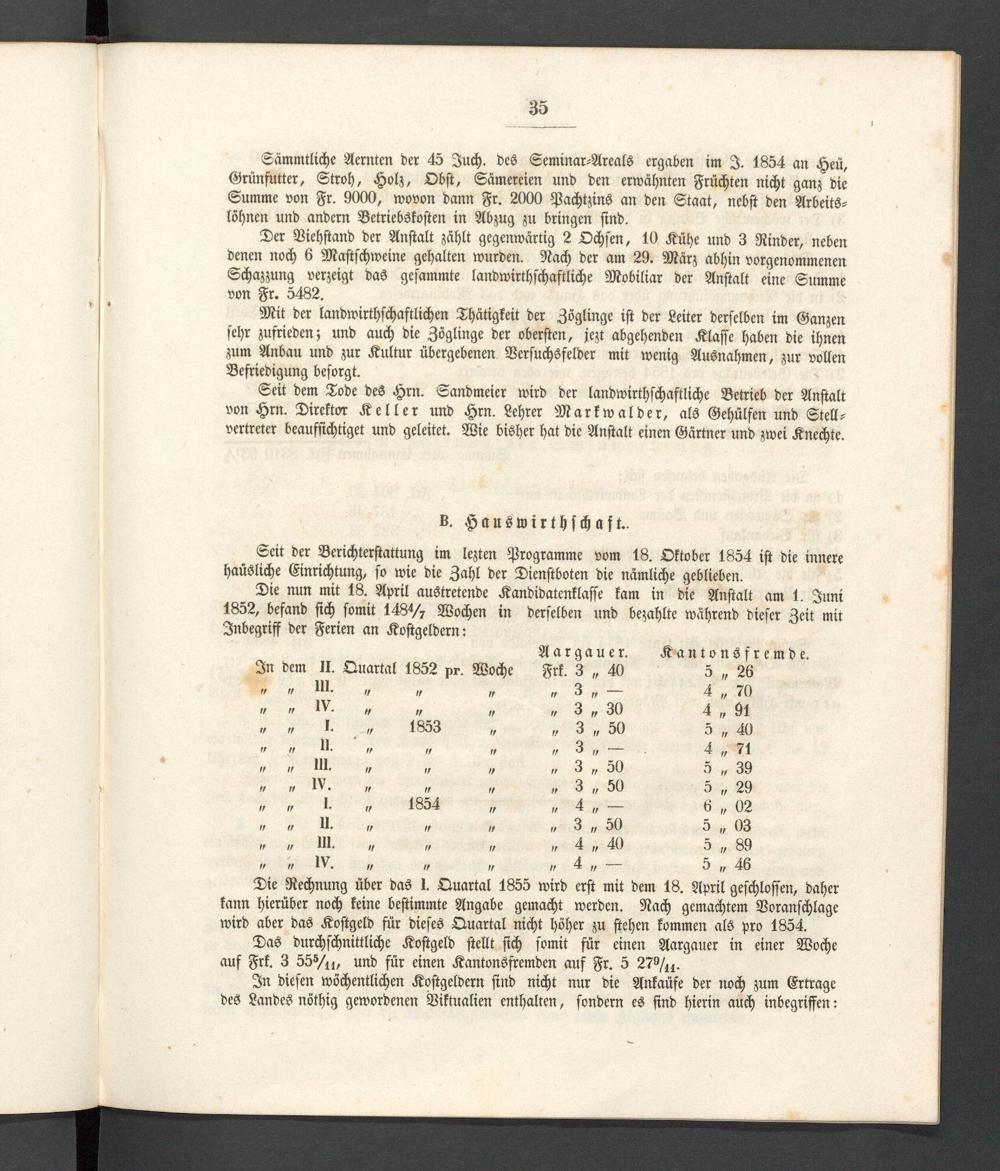 35
Sämmtliche Aernten der 45 Juch. des Seminar-Areals ergaben im J. 1854 an Heü,
Grünfutter, Stroh, Holz, Obst, Sämereien und den erwähnten Früchten nicht ganz die
Summe von Fr. 9000, wovon dann Fr. 2000 Pachtzins an den Staat, nebst den Arbeits-
löhnen und andern Betriebskosten in Abzug zu bringen sind.
Der Viehstand der Anstalt zählt gegenwärtig 2 Ochsen, 10 Kühe und 3 Rinder, neben
denen noch 6 Mastschweine gehalten wurden. Nach der am 29. März abhin vorgenommenen
Schazzung verzeigt das gesammte landwirthschaftliche Mobiliar der Anstalt eine Summe
von Fr. 5482.
Mit der landwirthschaftlichen Thätigkeit der Zöglinge ist der Leiter derselben im Ganzen
sehr zufrieden; und auch die Zöglinge der obersten, jezt abgehenden Klasse haben die ihnen
zum Anbau und zur Kultur übergebenen Versuchsfelder mit wenig Ausnahmen, zur vollen
Befriedigung besorgt.
Seit dem Tode des Hrn. Sandmeier wird der landwirthschaftliche Betrieb der Anstalt
von Hrn. Direktor Keller und Hrn. Lehrer Markwalder, als Gehülfen und Stell-
vertreter beaufsichtiget und geleitet. Wie bisher hat die Anstalt einen Gärtner und zwei Knechte.
B. Hauswirthschaft.
Seit der Berichterstattung im lezten Programme vom 18. Oktober 1854 ist die innere
haüsliche Einrichtung, so wie die Zahl der Dienstboten die nämliche geblieben.
Die nun mit 18. April austretende Kandidatenklasse kam in die Anstalt am 1. Juni
1852, befand sich somit 148⁴/₇ Wochen in derselben und bezahlte während dieser Zeit mit
Inbegriff der Ferien an Kostgeldern:
Aargauer. Kantonsfremde.
In dem II. Quartal 1852 pr. Woche Frk. 3 „ 40 5 „ 26
„ „ III. „ „ „ „ 3 „ — 4 „ 70
„ „ IV. „ „ „ „ 3 „ 30 4 „ 91
„ „ I. „ 1853 „ „ 3 „ 50 5 „ 40
„ „ II. „ „ „ „ 3 „ — 4 „ 71
„ „ III. „ „ „ „ 3 „ 50 5 „ 39
„ „ IV. „ „ „ „ 3 „ 50 5 „ 29
„ „ I. „ 1854 „ „ 4 „ — 6 „ 02
„ „ II. „ „ „ „ 3 „ 50 5 „ 03
„ „ III. „ „ „ „ 4 „ 40 5 „ 89
„ „ IV. „ „ „ „ 4 „ — 5 „ 46
Die Rechnung über das I. Quartal 1855 wird erst mit dem 18. April geschlossen, daher
kann hierüber noch keine bestimmte Angabe gemacht werden. Nach gemachtem Voranschlage
wird aber das Kostgeld für dieses Quartal nicht höher zu stehen kommen als pro 1854.
Das durchschnittliche Kostgeld stellt sich somit für einen Aargauer in einer Woche
auf Frk. 3 55⁵/₁₁, und für einen Kantonsfremden auf Fr. 5 27⁹/₁₁.
In diesen wöchentlichen Kostgeldern sind nicht nur die Ankaüfe der noch zum Ertrage
des Landes nöthig gewordenen Viktualien enthalten, sondern es sind hierin auch inbegriffen: